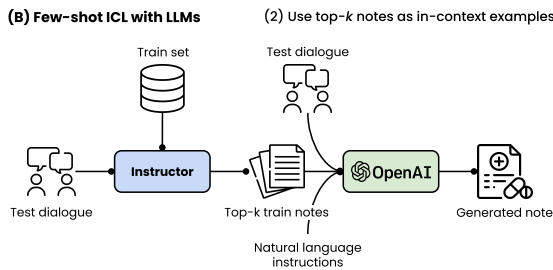 (B) Few-shot ICL with LLMs
(2) Use top-k notes as in-context examples
Train set
Test dialogue
Test dialogue
Instructor
Top-k train notes
OpenAI
Generated note
Natural language
instructions